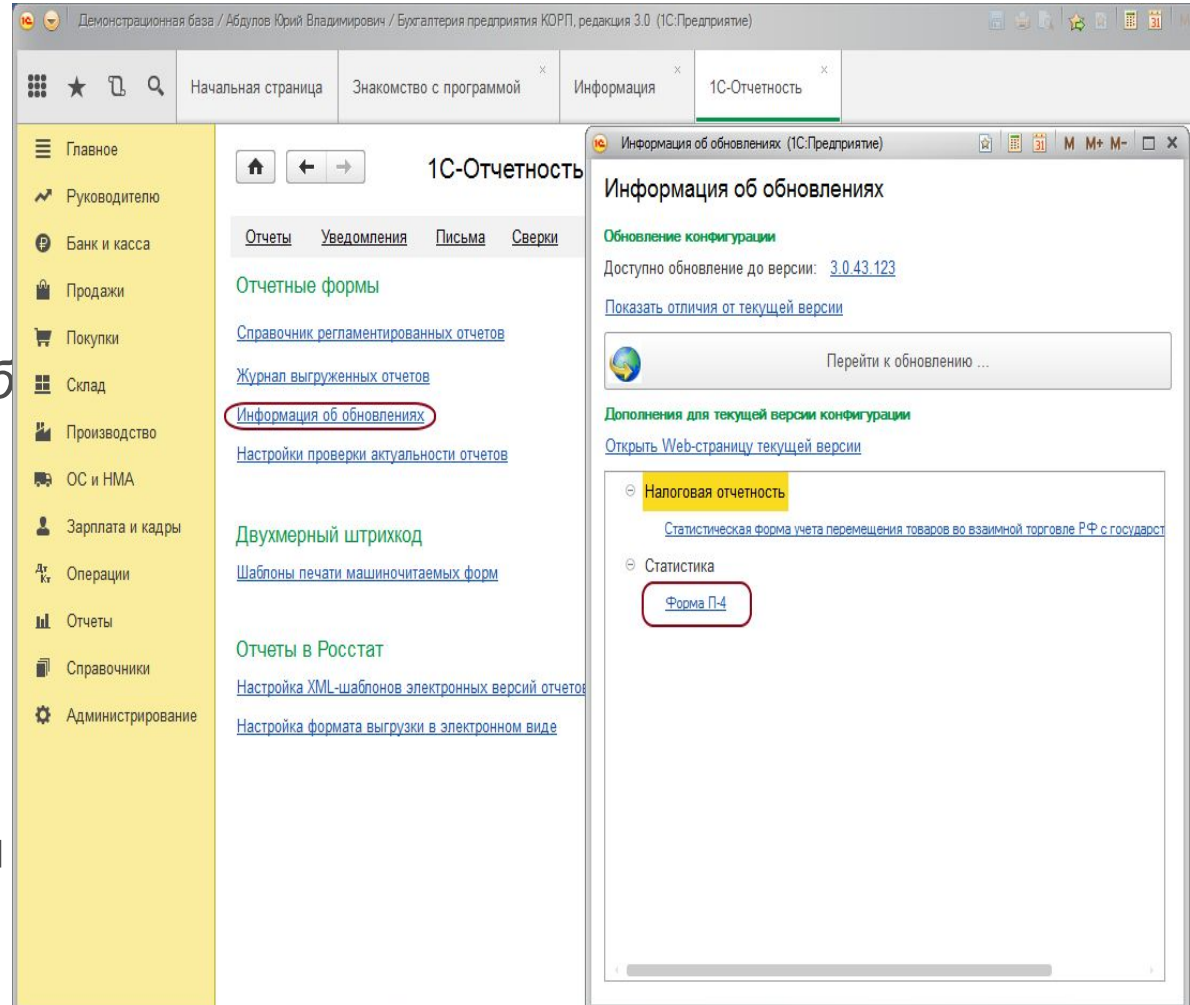 Демонстрационная база / Абдулов Юрий Владимирович / Бухгалтерия предприятия КОРП, редакция 3.0 (1С:Предприятие)
Начальная страница
Знакомство с программой
Информация
1С-Отчетность
Главное
Руководителю
Банк и касса
Продажи
Покупки
Склад
Производство
ОС и НМА
Зарплата и кадры
Операции
Отчеты
Справочники
Администрирование
1С-Отчетность
Отчеты Уведомления Письма Сверки
Отчетные формы
Справочник регламентированных отчетов
Журнал выгруженных отчетов
Информация об обновлениях
Настройки проверки актуальности отчетов
Двухмерный штрихкод
Шаблоны печати машиночитаемых форм
Отчеты в Росстат
Настройка XML-шаблонов электронных версий отчетов
Настройка формата выгрузки в электронном виде
Информация об обновлениях (1С:Предприятие)
M M+ M-
Информация об обновлениях
Обновление конфигурации
Доступно обновление до версии: 3.0.43.123
Показать отличия от текущей версии
Перейти к обновлению ...
Дополнения для текущей версии конфигурации
Открыть Web-страницу текущей версии
Налоговая отчетность
Статистическая форма учета перемещения товаров во взаимной торговле РФ с государст
Статистика
Форма П-4